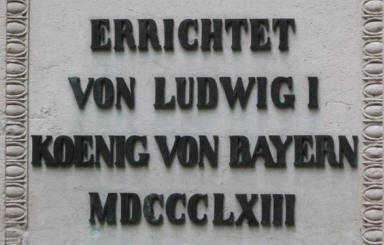 ERRICHTET
VON LUDWIG I
KOENIG VON BAYERN
MDCCCLXIII